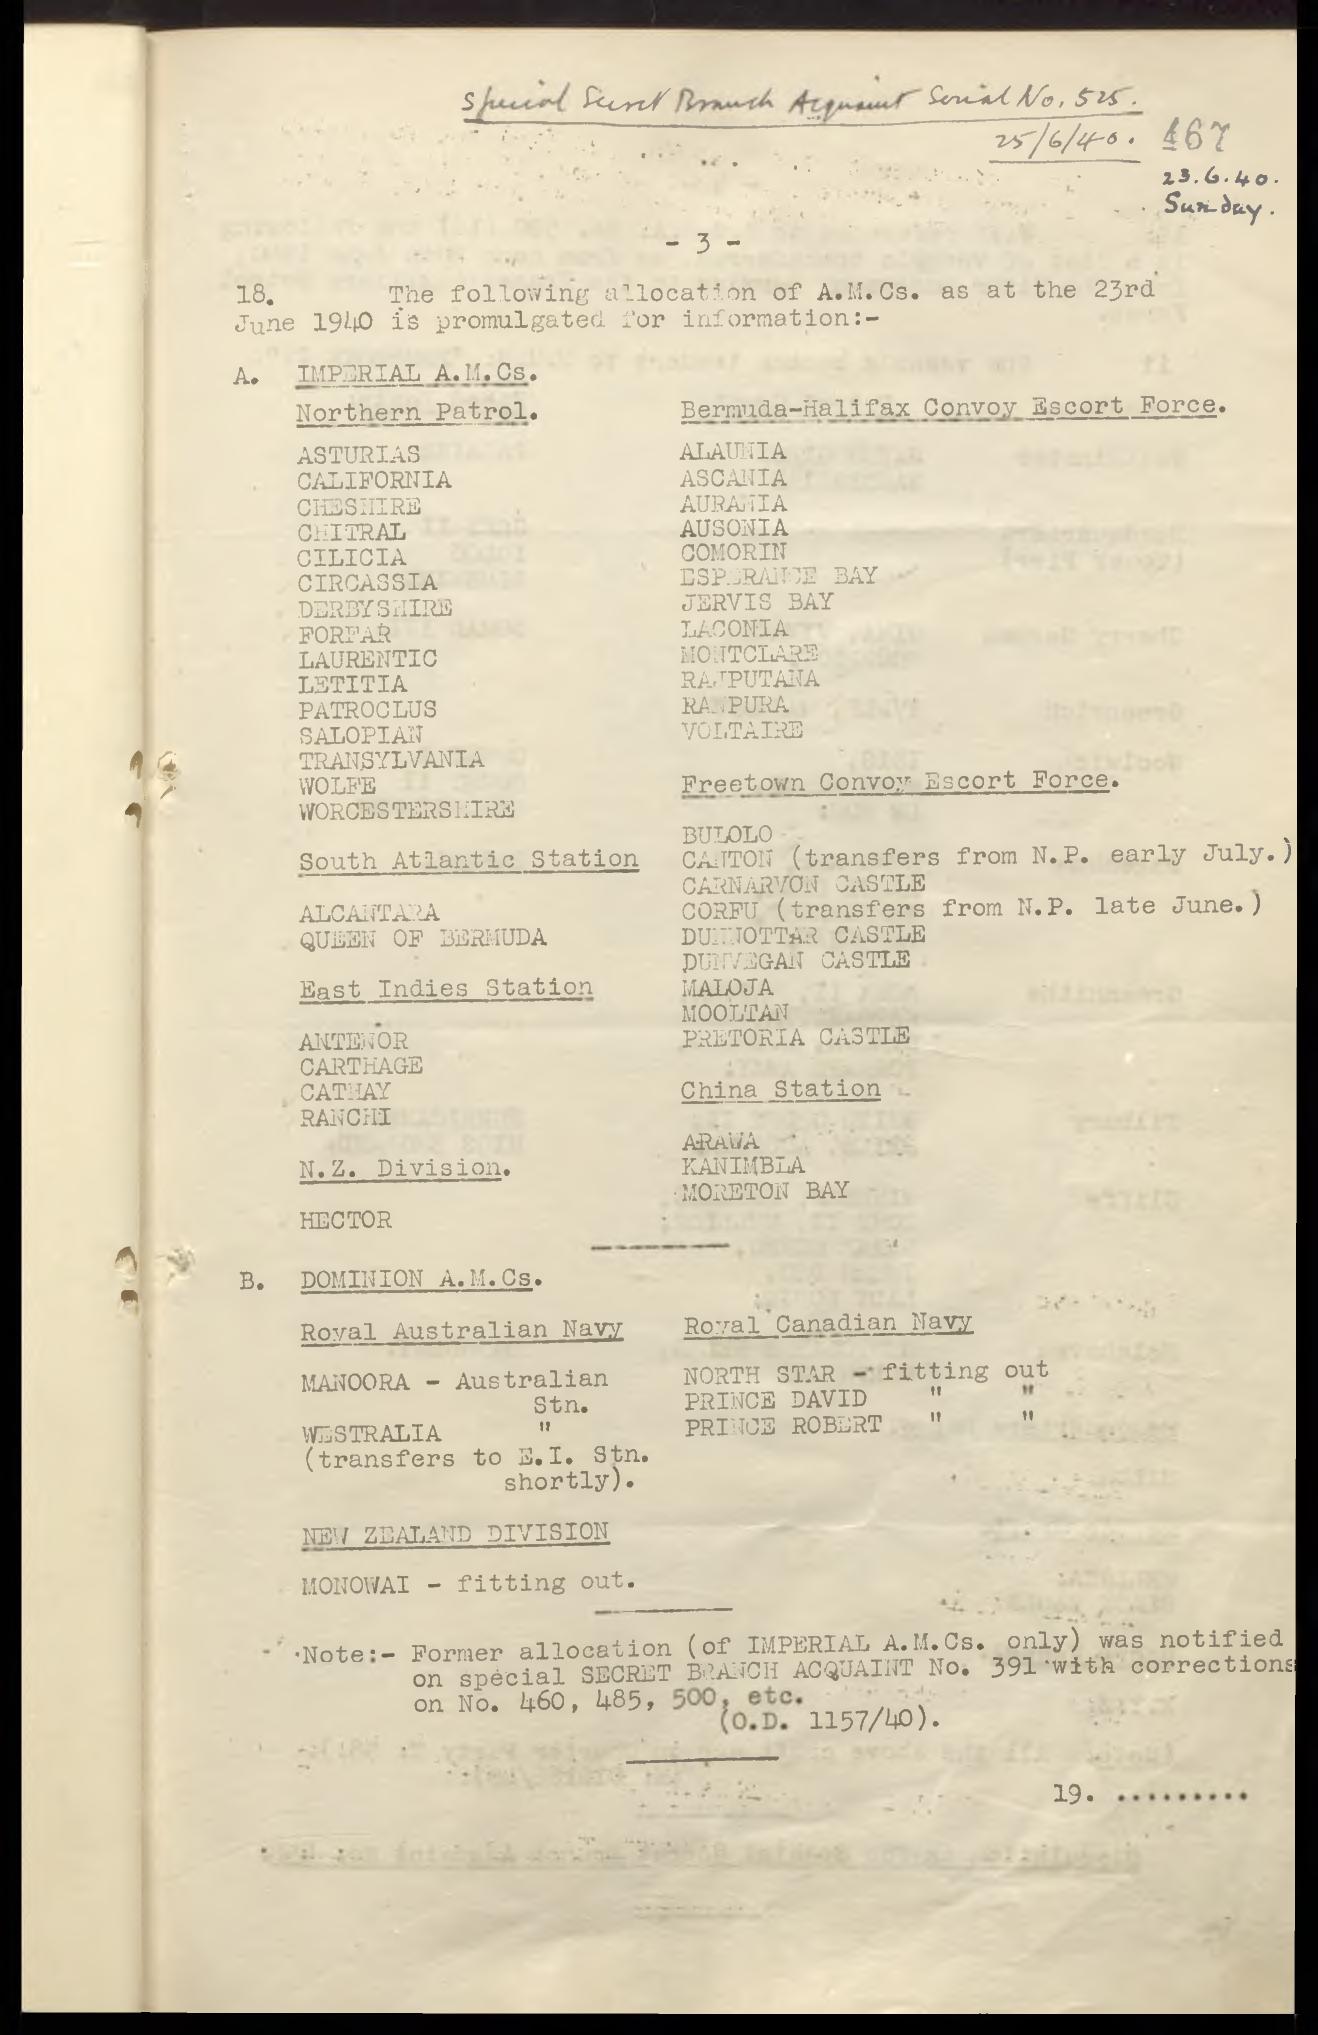 Special Secret Branch Acquaint Serial No. 525.
25/6/40. 167
23.6.40.
Sunday.
- 3 -
18. The following allocation of A.M.Cs. as at the 23rd
June 1940 is promulgated for information:-
A. IMPERIAL A.M.Cs.
Northern Patrol.
ASTURIAS
CALIFORNIA
CHESHIRE
CHITRAL
CILICIA
CIRCASSIA
DERBYSHIRE
FORFAR
LAURENTIC
LETITIA
PATROCLUS
SALOPIAN
TRANSYLVANIA
WOLFE
WORCESTERSHIRE
South Atlantic Station
ALCANTARA
QUEEN OF BERMUDA
East Indies Station
ANTENOR
CARTHAGE
CATHAY
RANCHI
N.Z. Division.
HECTOR
Bermuda-Halifax Convoy Escort Force.
ALAUNIA
ASCANIA
AURANIA
AUSONIA
COMORIN
ESPERANCE BAY
JERVIS BAY
LACONIA
MONTCLARE
RAJPUTANA
RANPURA
VOLTAIRE
Freetown Convoy Escort Force.
BULOLO
CANTON (transfers from N.P. early July.)
CARNARVON CASTLE
CORFU (transfers from N.P. late June.)
DUNNOTTAR CASTLE
DUNVEGAN CASTLE
MALOJA
MOOLTAN
PRETORIA CASTLE
China Station
ARAWA
KANIMBLA
MORETON BAY
B. DOMINION A.M.Cs.
Royal Australian Navy
MANOORA - Australian
Stn.
WESTRALIA "
(transfers to E.I. Stn.
shortly).
Royal Canadian Navy
NORTH STAR - fitting out
PRINCE DAVID " "
PRINCE ROBERT " "
NEW ZEALAND DIVISION
MONOWAI - fitting out.
Note:- Former allocation (of IMPERIAL A.M.Cs. only) was notified
on special SECRET BRANCH ACQUAINT No. 391 with corrections
on No. 460, 485, 500, etc.
(O.D. 1157/40).
19. .........